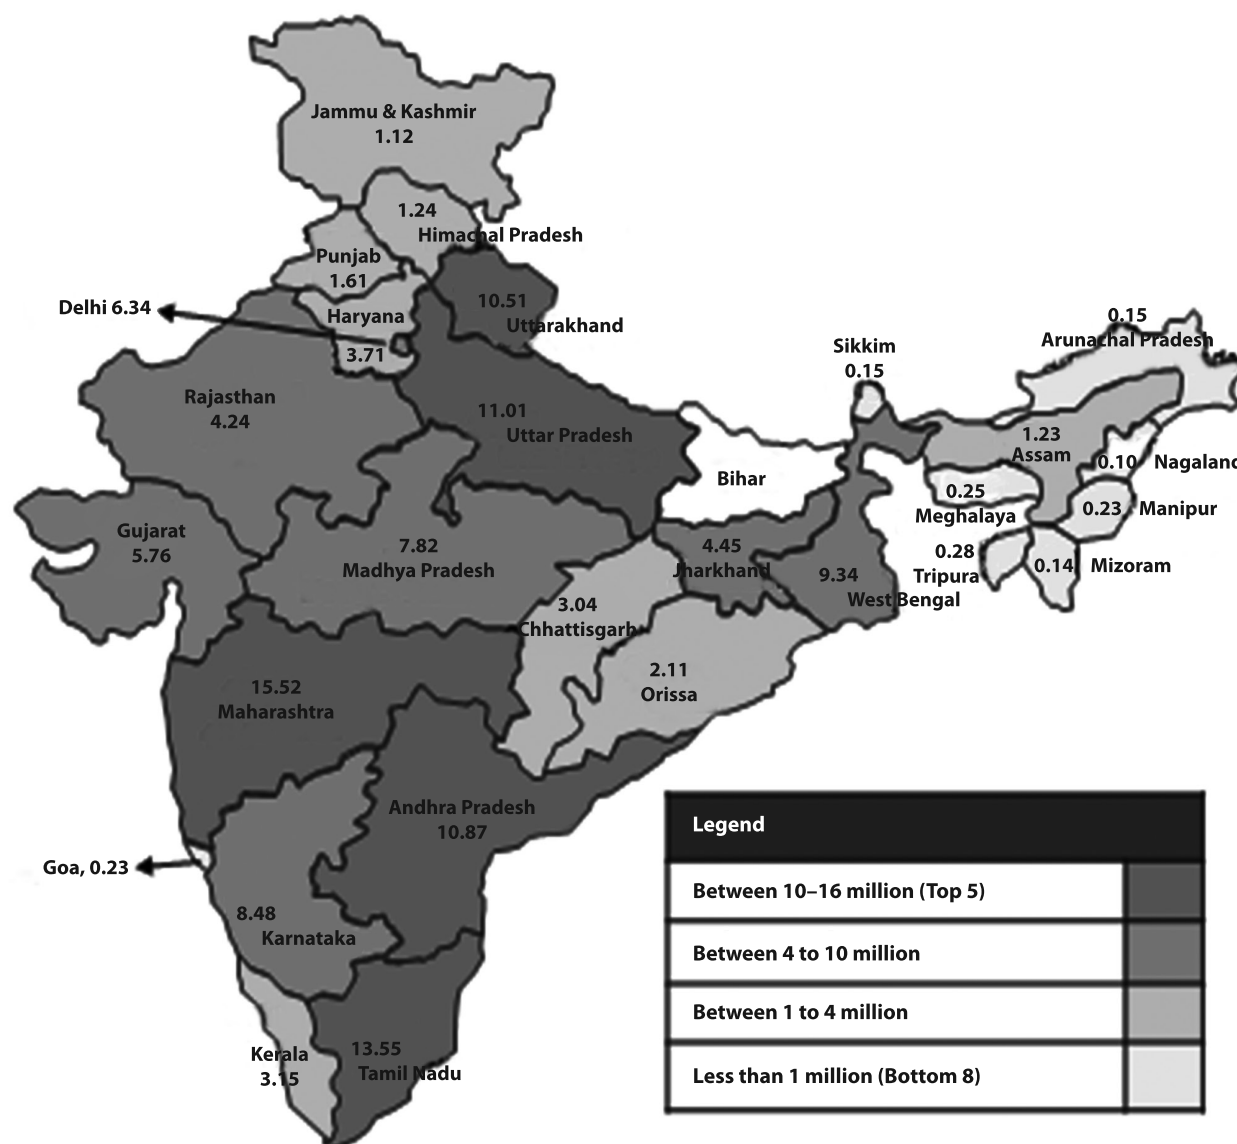 Jammu & Kashmir
1.12
1.24
Himachal Pradesh
Punjab
1.61
Delhi 6.34
Haryana
3.71
10.51
Uttarakhand
Rajasthan
4.24
11.01
Uttar Pradesh
Sikkim
0.15
0.15
Arunachal Pradesh
1.23
Assam
0.10
Nagaland
Bihar
0.25
Meghalaya
0.23
Manipur
Gujarat
5.76
7.82
Madhya Pradesh
4.45
Jharkhand
9.34
West Bengal
0.28
Tripura
0.14
Mizoram
3.04
Chhattisgarh
2.11
Orissa
15.52
Maharashtra
Andhra Pradesh
10.87
Goa, 0.23
8.48
Karnataka
Kerala
3.15
13.55
Tamil Nadu
Legend
Between 10–16 million (Top 5)
Between 4 to 10 million
Between 1 to 4 million
Less than 1 million (Bottom 8)